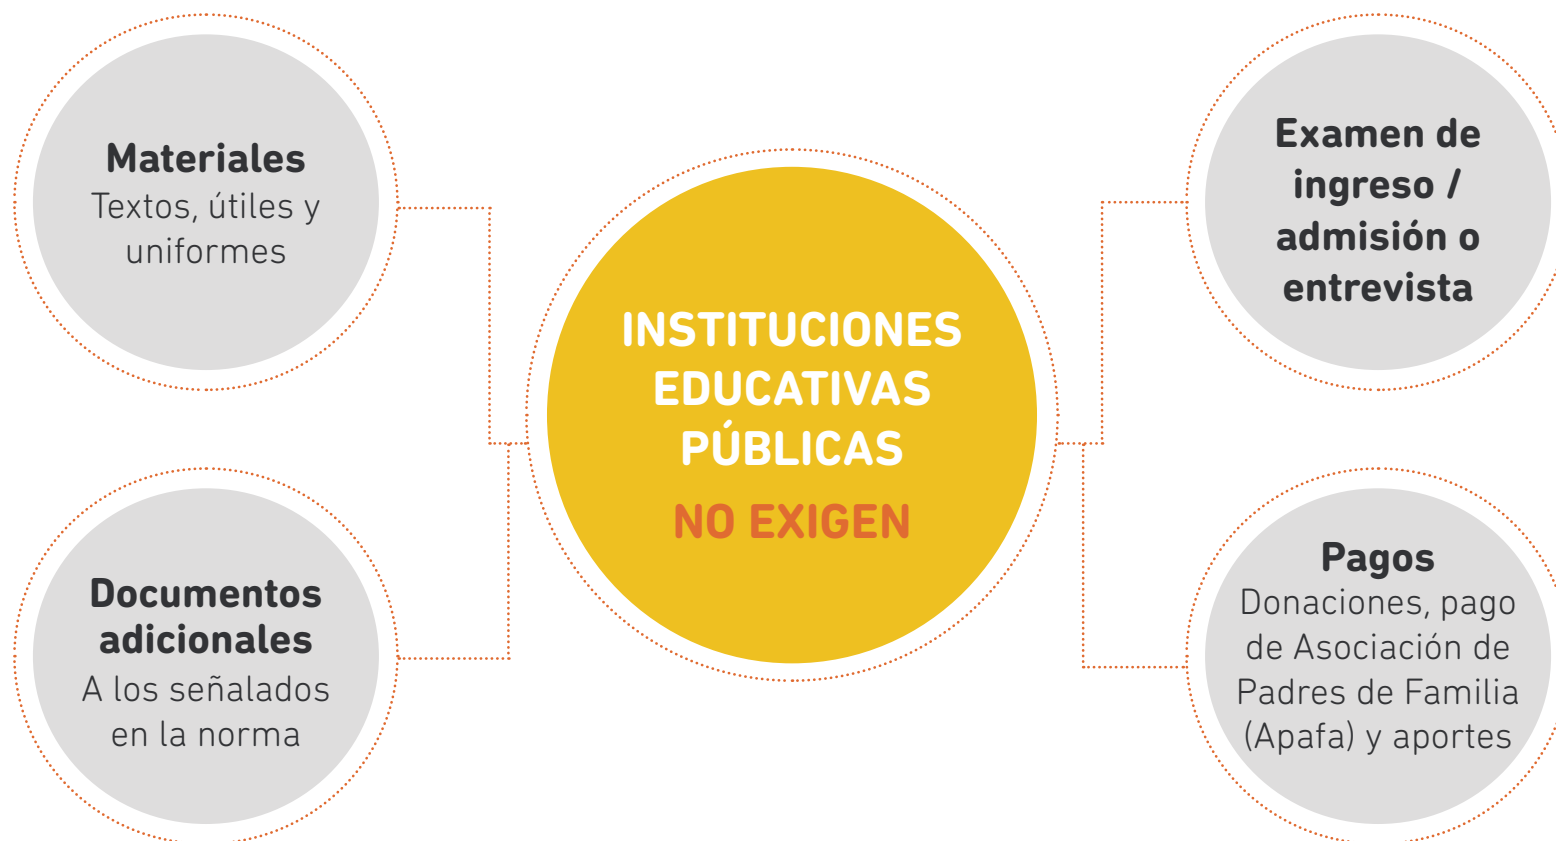 Materiales
Textos, útiles y
uniformes
Documentos
adicionales
A los señalados
en la norma
INSTITUCIONES
EDUCATIVAS
PÚBLICAS
NO EXIGEN
Examen de
ingreso /
admisión o
entrevista
Pagos
Donaciones, pago
de Asociación de
Padres de Familia
(Apafa) y aportes